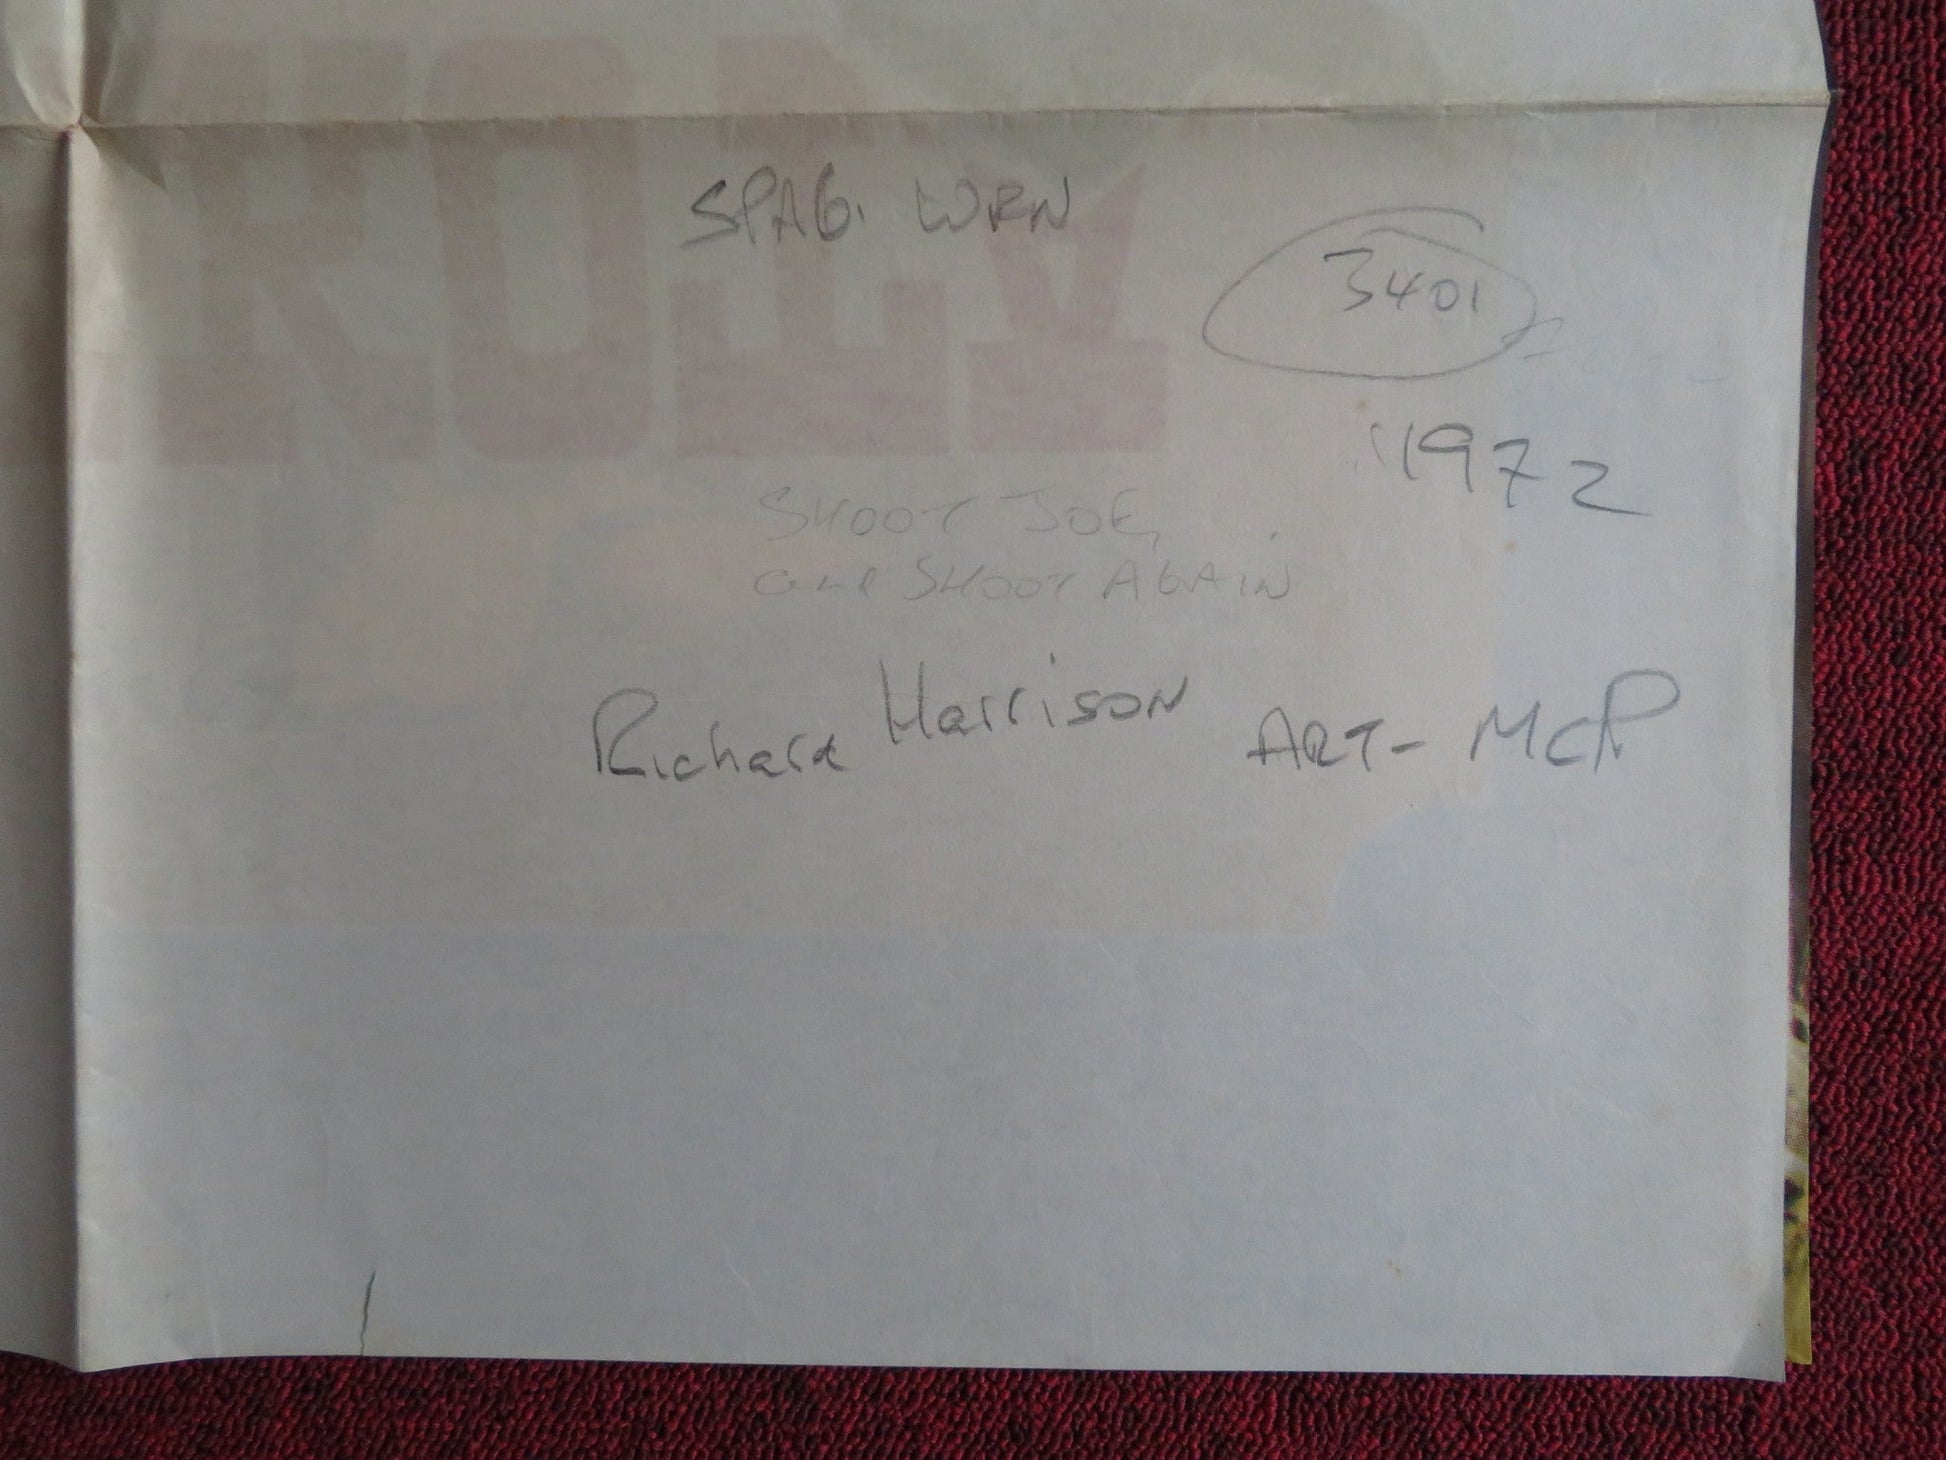 SPAG. WRN
3401
1972
SHOOT JOE,
and SHOOT AGAIN
Richard Harrison ART- McP